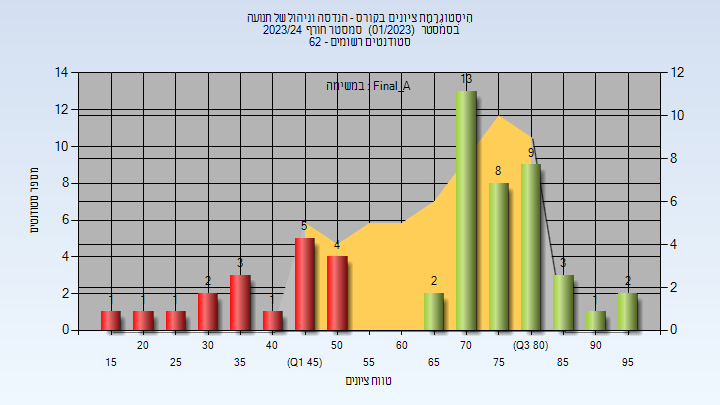 היסטוגרמת ציונים בקורס - הנדסה וניהול של תנועה
בסמסטר (01/2023) סמסטר חורף 2023/24
סטודנטים רשומים - 62
במשימה : Final_A
מספר סטודנטים
14 12 10 8 6 4 2 0
12 10 8 6 4 2 0
1 1 1 2 3 1 5 4 2 13 8 9 3 1 2
20 30 40 50 60 70 (Q3 80) 90
15 25 35 (Q1 45) 55 65 75 85 95
טווח ציונים